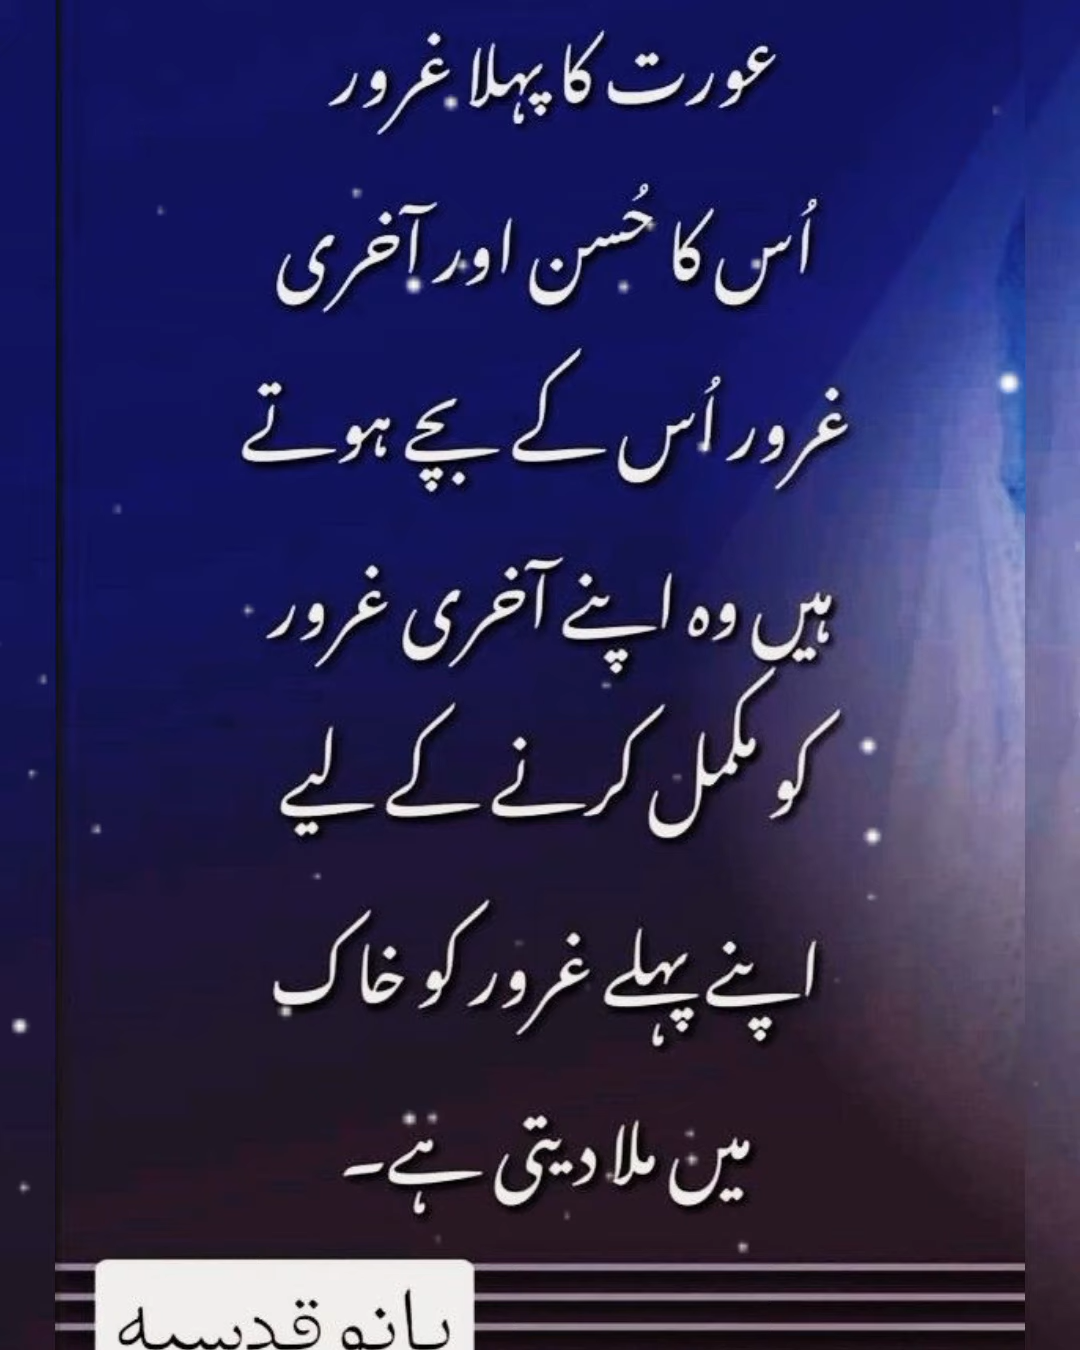 عورت کا پہلا غرور
اُس کا حُسن اور آخری
غرور اُس کے بچے ہوتے
ہیں وہ اپنے آخری غرور
کو مکمل کرنے کے لیے
اپنے پہلے غرور کو خاک
میں ملا دیتی ہے۔
بانو قدسیہ